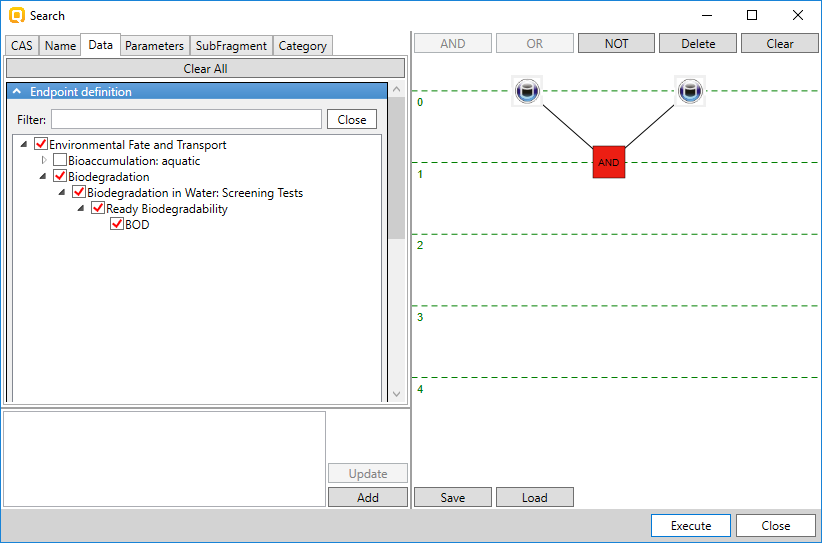 Search
CAS Name Data Parameters SubFragment Category
AND OR NOT Delete Clear
Clear All
Endpoint definition
Filter: Close
Environmental Fate and Transport
Bioaccumulation: aquatic
Biodegradation
Biodegradation in Water: Screening Tests
Ready Biodegradability
BOD
0
AND
1
2
3
4
Update
Add
Save Load
Execute Close